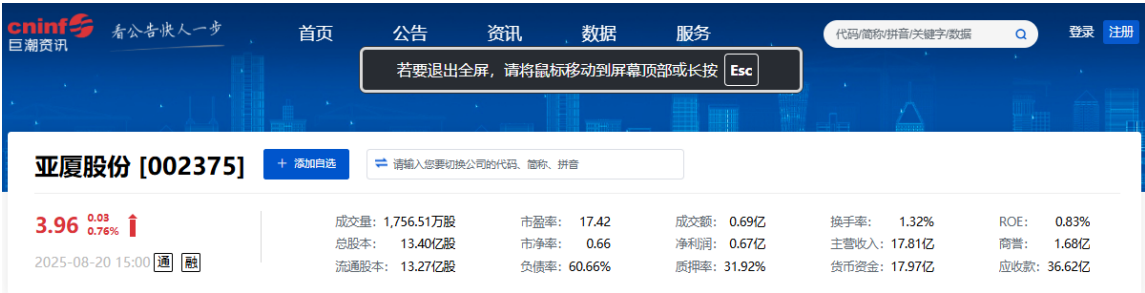 cninf 看公告快人一步 首页 公告 资讯 数据 服务 代码/简称/拼音/关键字/数据 登录 注册
巨潮资讯
若要退出全屏，请将鼠标移动到屏幕顶部或长按 Esc
亚厦股份 [002375] + 添加自选 请输入您要切换公司的代码、简称、拼音
3.96 0.03 0.76% 成交量: 1,756.51万股 市盈率: 17.42 成交额: 0.69亿 换手率: 1.32% ROE: 0.83%
总股本: 13.40亿股 市净率: 0.66 净利润: 0.67亿 主营收入: 17.81亿 商誉: 1.68亿
2025-08-20 15:00 通 融 流通股本: 13.27亿股 负债率: 60.66% 质押率: 31.92% 货币资金: 17.97亿 应收款: 36.62亿